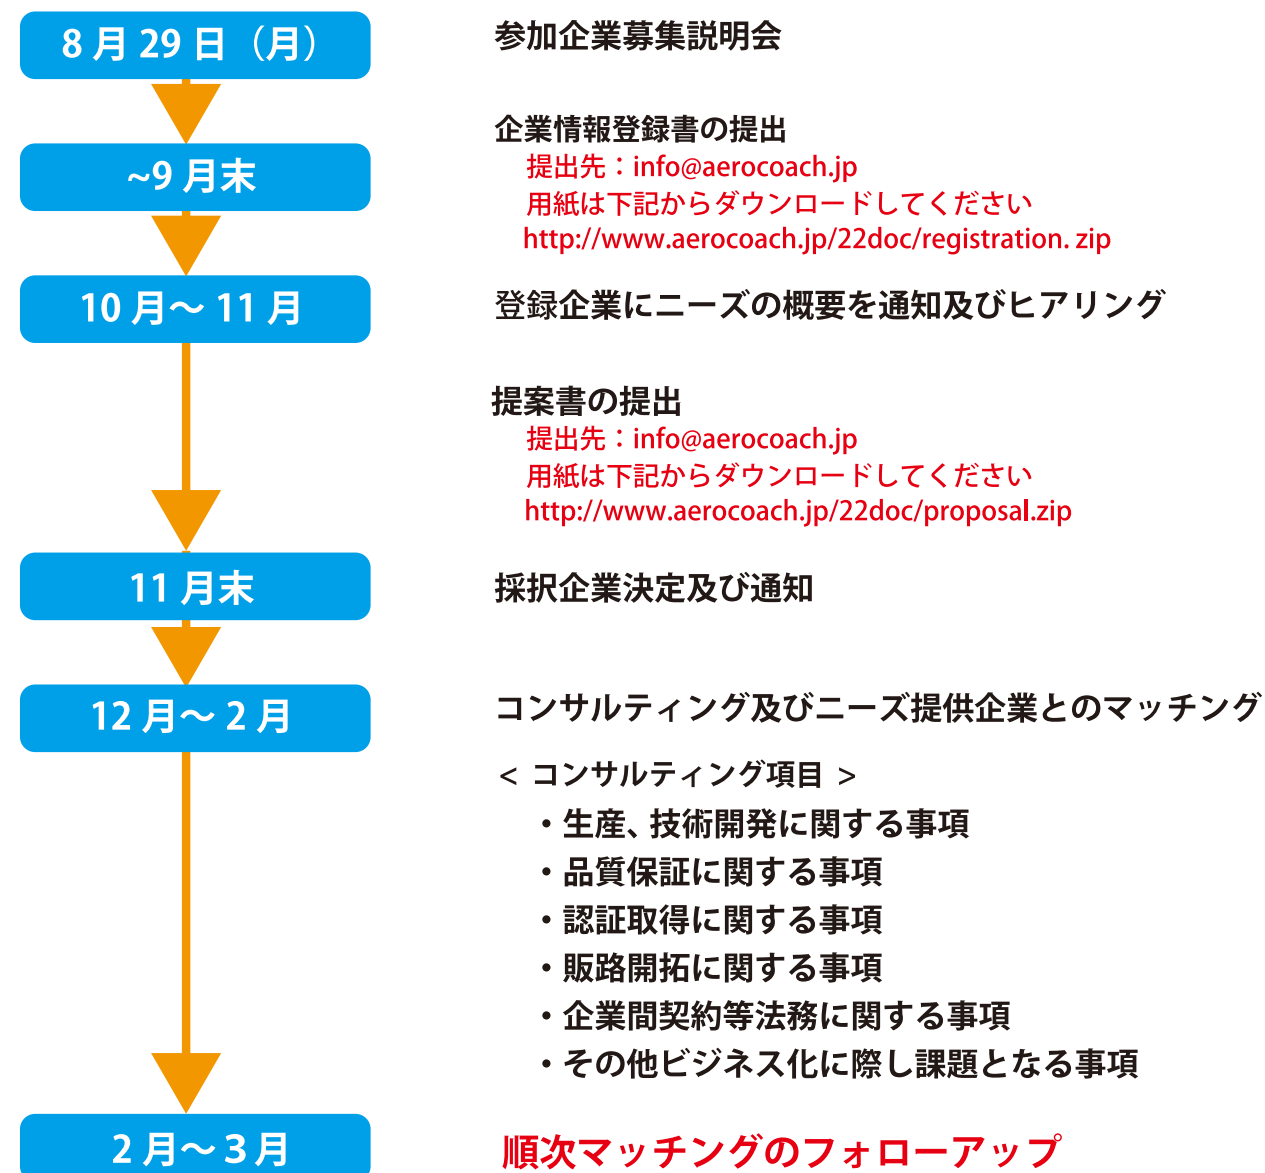 8月29日（月）
参加企業募集説明会
~9月末
企業情報登録書の提出
提出先：info@aerocoach.jp
用紙は下記からダウンロードしてください
http://www.aerocoach.jp/22doc/registration. zip
10月～11月
登録企業にニーズの概要を通知及びヒアリング
提案書の提出
提出先：info@aerocoach.jp
用紙は下記からダウンロードしてください
http://www.aerocoach.jp/22doc/proposal.zip
11月末
採択企業決定及び通知
12月～2月
コンサルティング及びニーズ提供企業とのマッチング
< コンサルティング項目 >
・生産、技術開発に関する事項
・品質保証に関する事項
・認証取得に関する事項
・販路開拓に関する事項
・企業間契約等法務に関する事項
・その他ビジネス化に際し課題となる事項
2月～3月
順次マッチングのフォローアップ